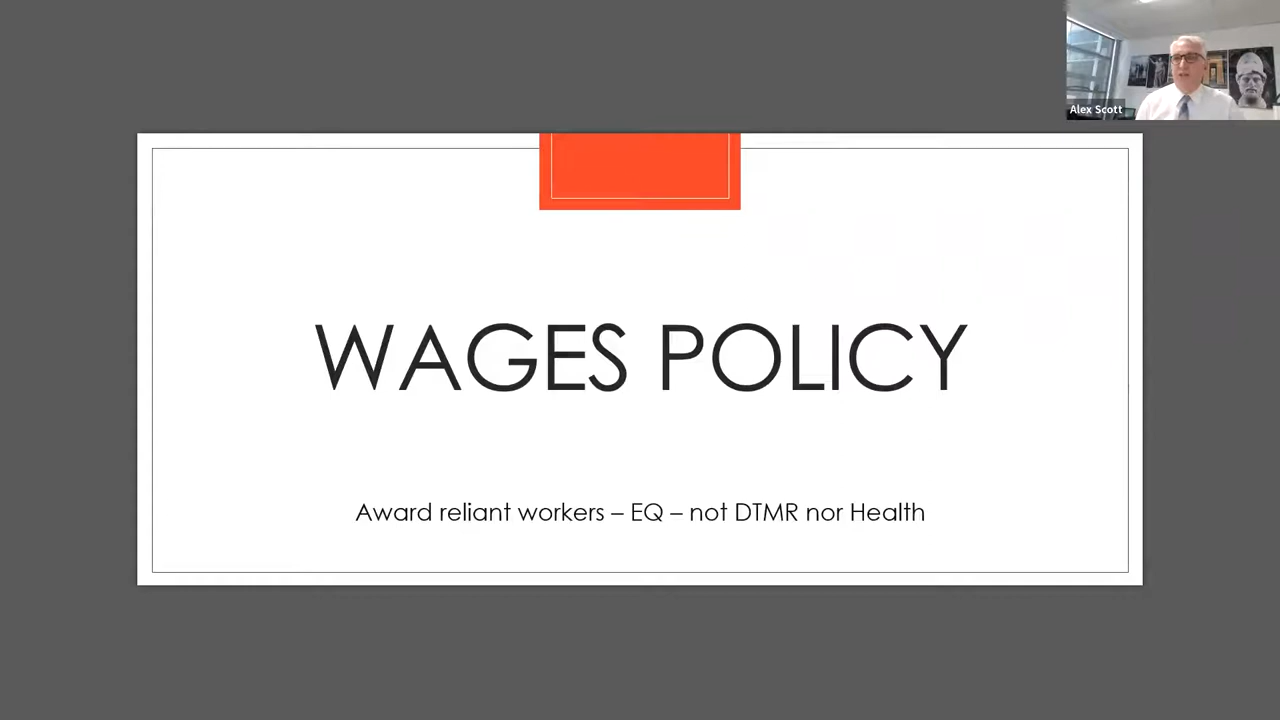 Alex Scott
WAGES POLICY
Award reliant workers – EQ – not DTMR nor Health